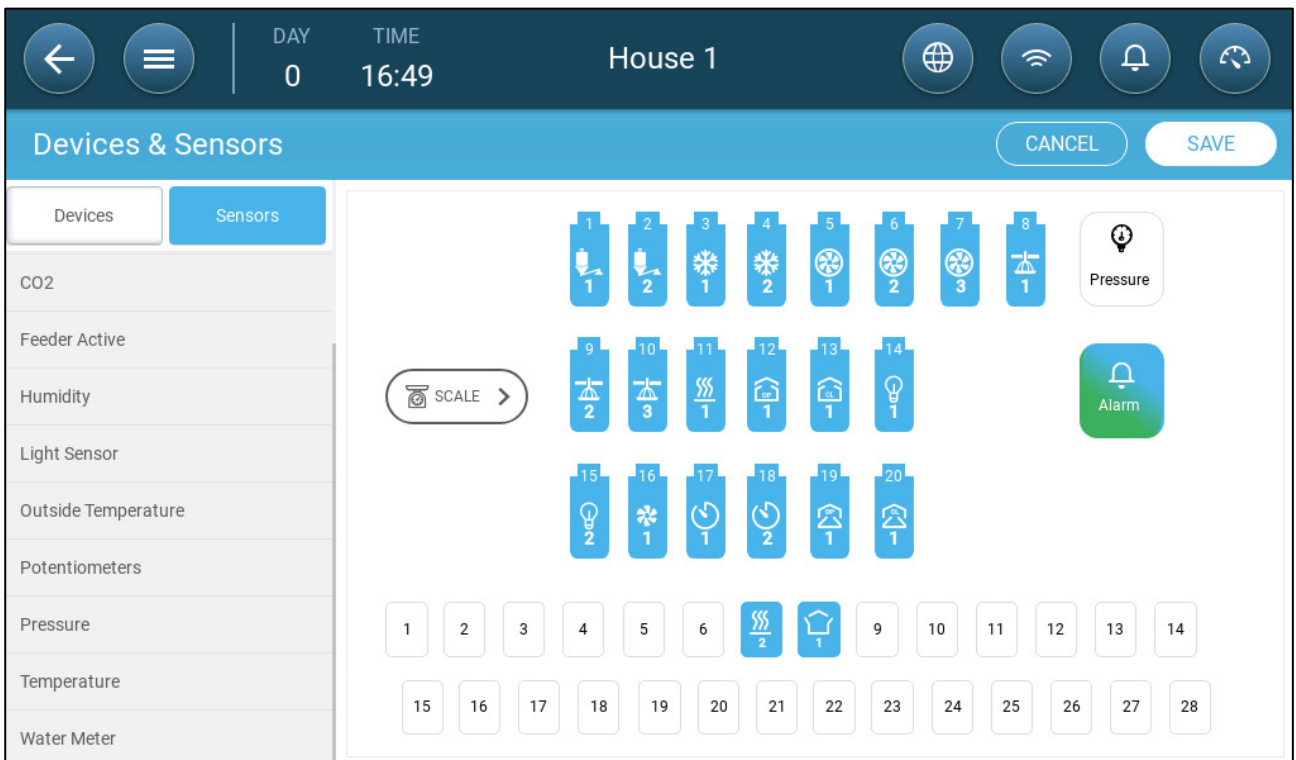 DAY TIME
0 16:49 House 1
Devices & Sensors CANCEL SAVE
Devices Sensors
CO2
Feeder Active
Humidity
Light Sensor
Outside Temperature
Potentiometers
Pressure
Temperature
Water Meter
1 2 3 4 5 6 7 8
1 2 1 2 1 2 3 1
Pressure
9 10 11 12 13 14
OP CL
2 3 1 1 1 1
SCALE
Alarm
15 16 17 18 19 20
OP CL
2 1 1 2 1 1
1 2 3 4 5 6 2 1 9 10 11 12 13 14
15 16 17 18 19 20 21 22 23 24 25 26 27 28